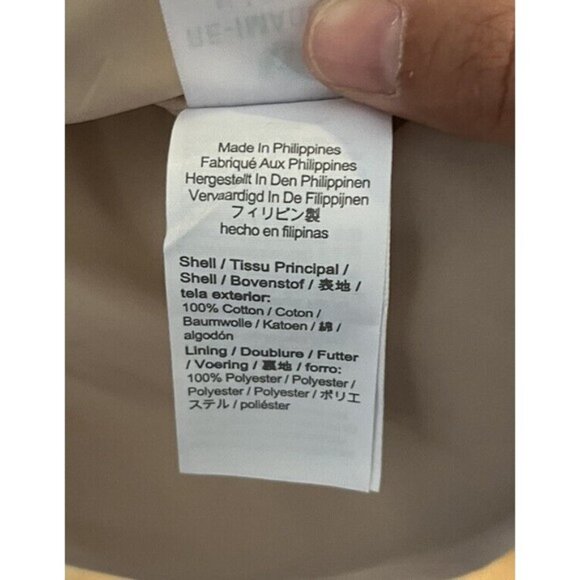 RE-IMA
Made In Philippines
Fabriqué Aux Philippines
Hergestellt In Den Philippinen
Vervaardigd In De Filippijnen
フィリピン製
hecho en filipinas
Shell / Tissu Principal /
Shell / Bovenstof / 表地 /
tela exterior:
100% Cotton / Coton /
Baumwolle / Katoen / 綿 /
algodón
Lining / Doublure / Futter
/ Voering / 裏地 / forro:
100% Polyester / Polyester /
Polyester / Polyester / ポリエ
ステル / poliéster